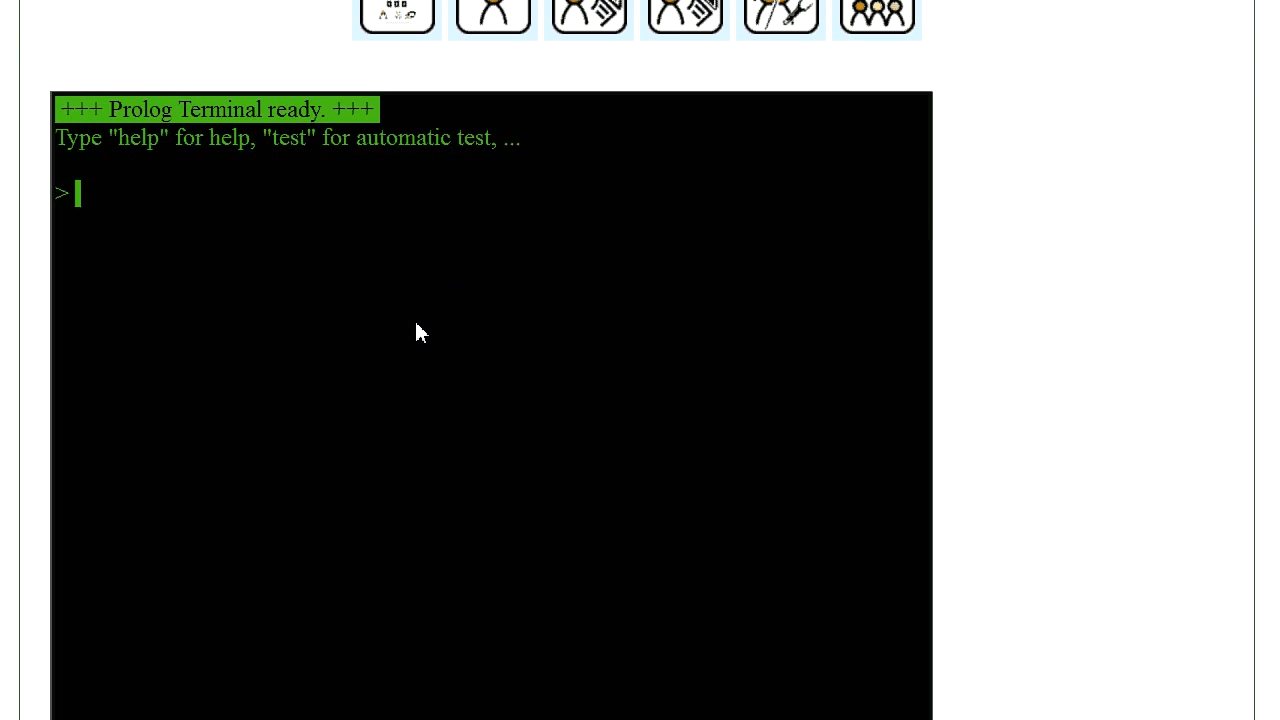 +++ Prolog Terminal ready. +++
Type "help" for help, "test" for automatic test, ...
>